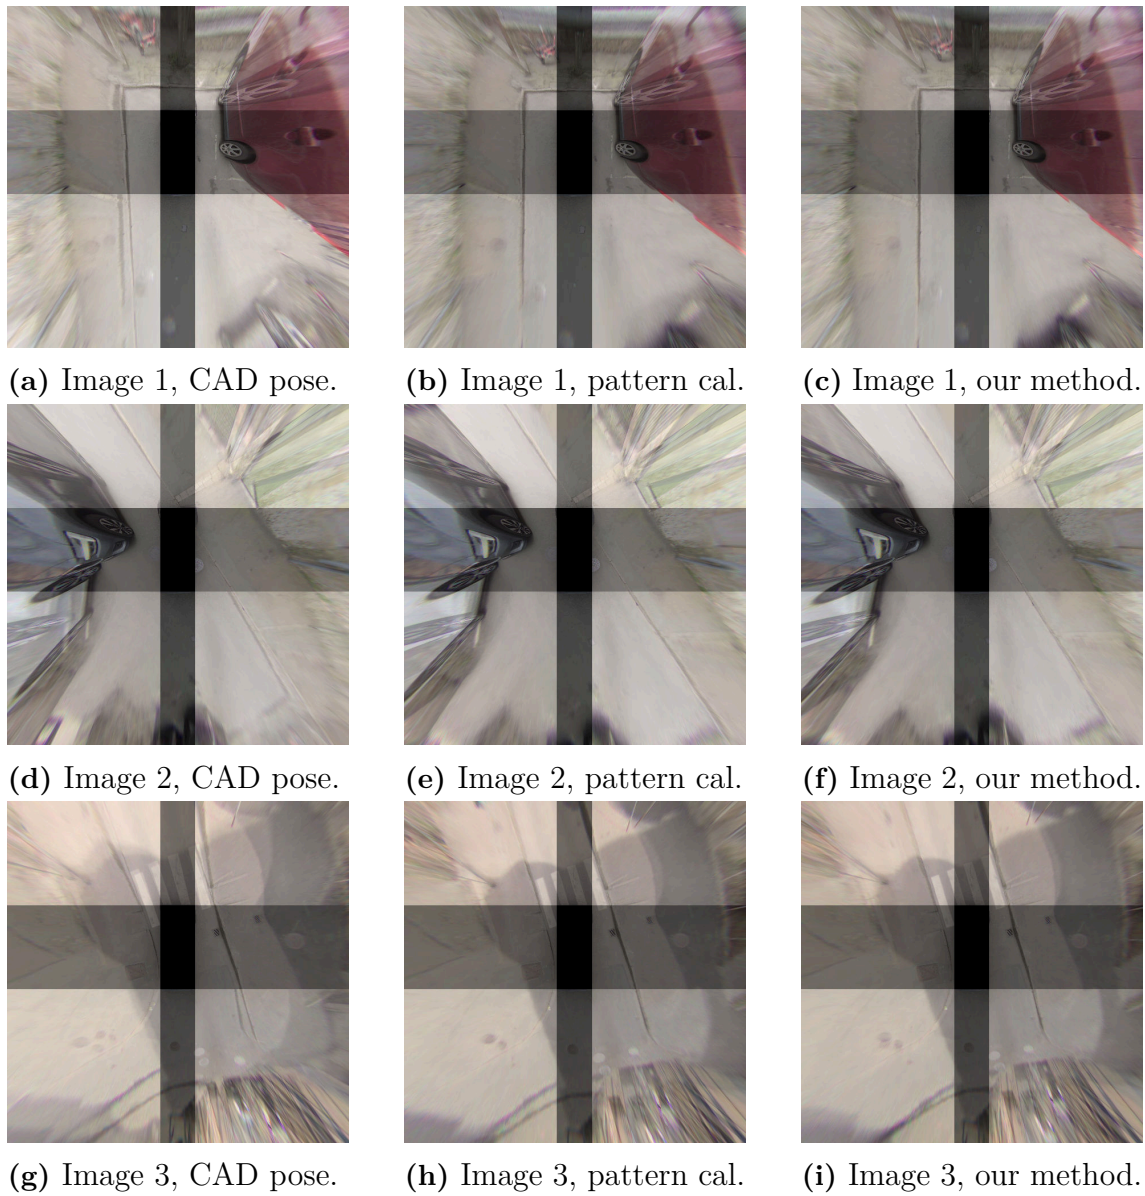 (a) Image 1, CAD pose.
(b) Image 1, pattern cal.
(c) Image 1, our method.
(d) Image 2, CAD pose.
(e) Image 2, pattern cal.
(f) Image 2, our method.
(g) Image 3, CAD pose.
(h) Image 3, pattern cal.
(i) Image 3, our method.